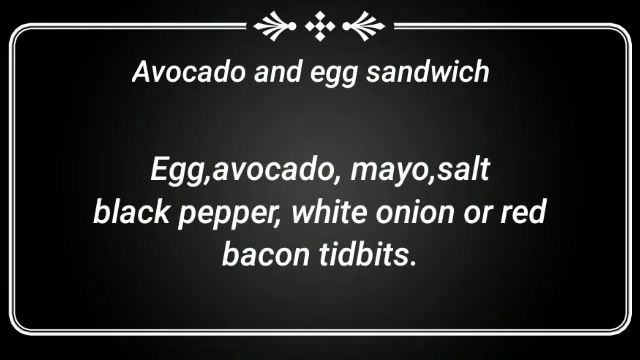 Avocado and egg sandwich
Egg,avocado, mayo,salt
black pepper, white onion or red
bacon tidbits.